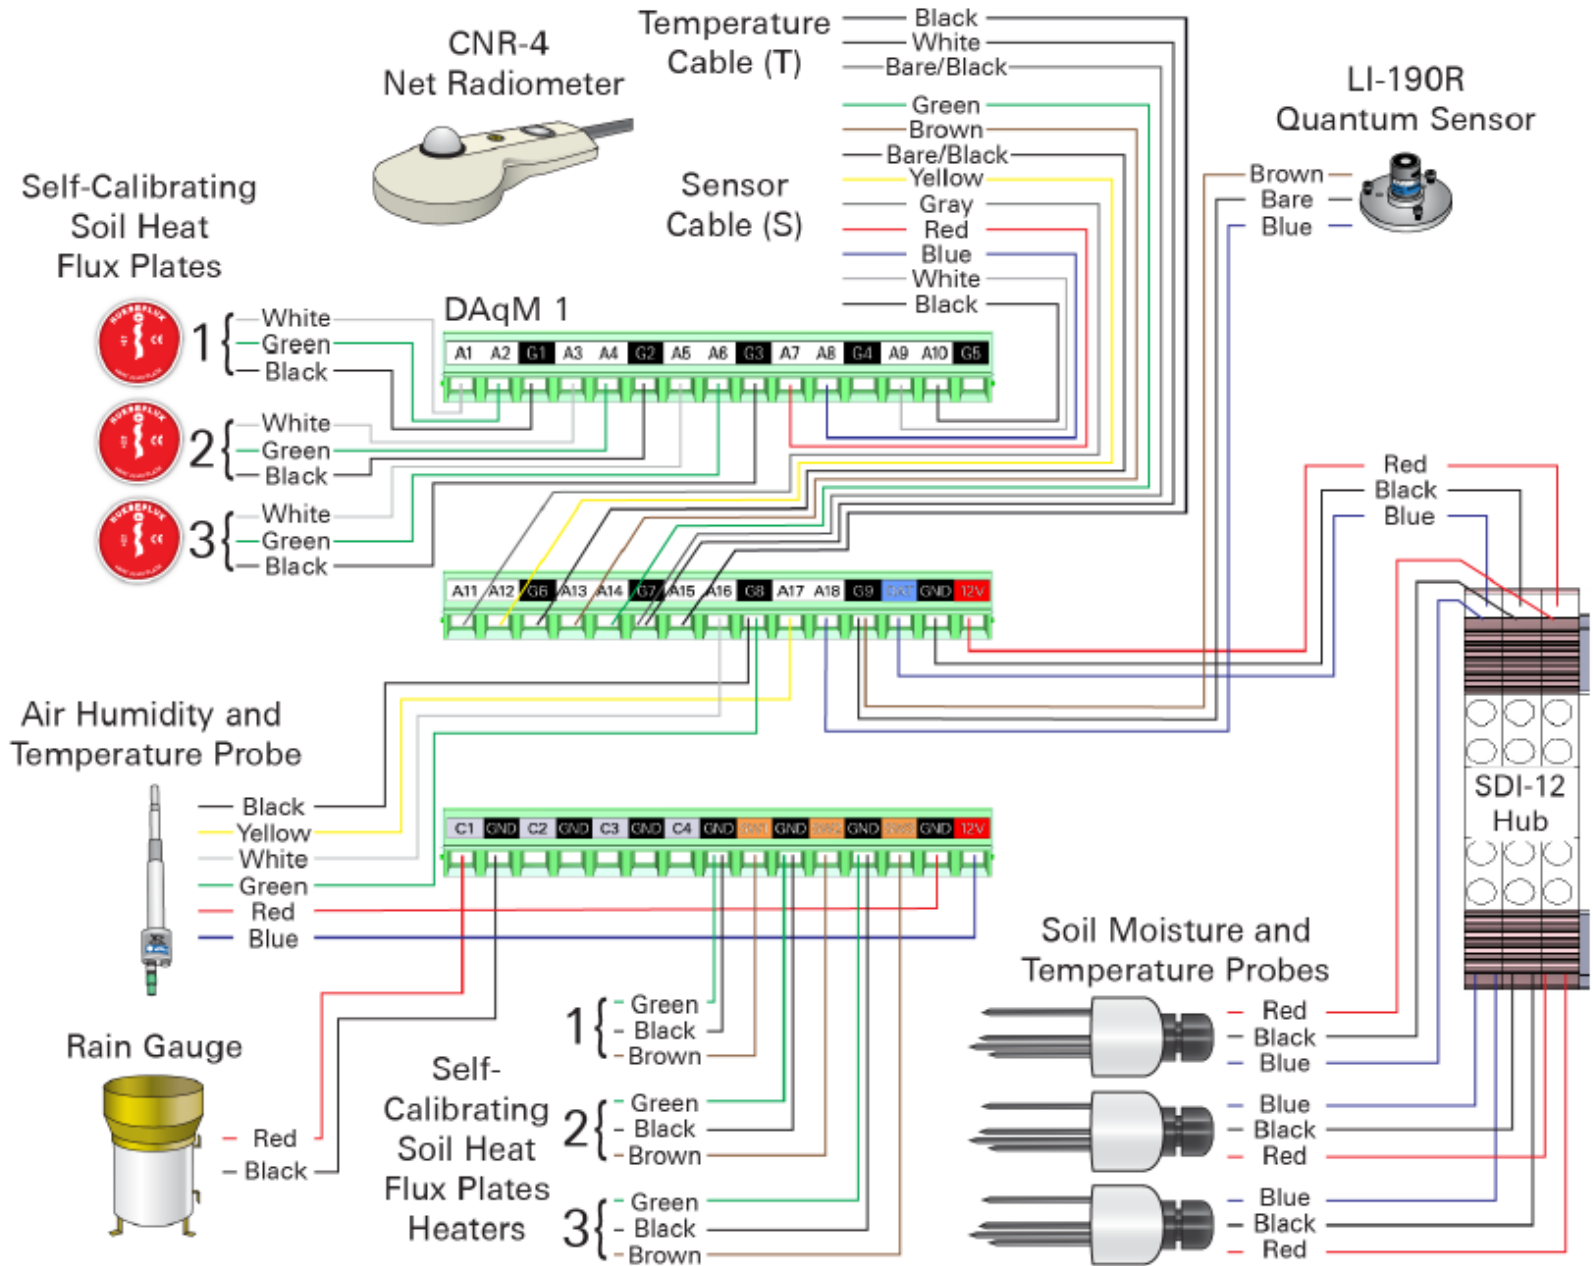 CNR-4
Net Radiometer
Temperature
Cable (T)
Black
White
Bare/Black
Sensor
Cable (S)
Green
Brown
Bare/Black
Yellow
Gray
Red
Blue
White
Black
LI-190R
Quantum Sensor
Brown
Bare
Blue
Self-Calibrating
Soil Heat
Flux Plates
HUKSEFLUX
1
White
Green
Black
HUKSEFLUX
2
White
Green
Black
HUKSEFLUX
3
White
Green
Black
DAqM 1
A1 A2 G1 A3 A4 G2 A5 A6 G3 A7 A8 G4 A9 A10 G5
A11 A12 G6 A13 A14 G7 A15 A16 G8 A17 A18 G9 GND 12V
Red
Black
Blue
SDI-12
Hub
Air Humidity and
Temperature Probe
Black
Yellow
White
Green
Red
Blue
C1 GND C2 GND C3 GND C4 GND SW1 GND SW2 GND SW3 GND 12V
Rain Gauge
Red
Black
Self-
Calibrating
Soil Heat
Flux Plates
Heaters
1
Green
Black
Brown
2
Green
Black
Brown
3
Green
Black
Brown
Soil Moisture and
Temperature Probes
Red
Black
Blue
Blue
Black
Red
Blue
Black
Red